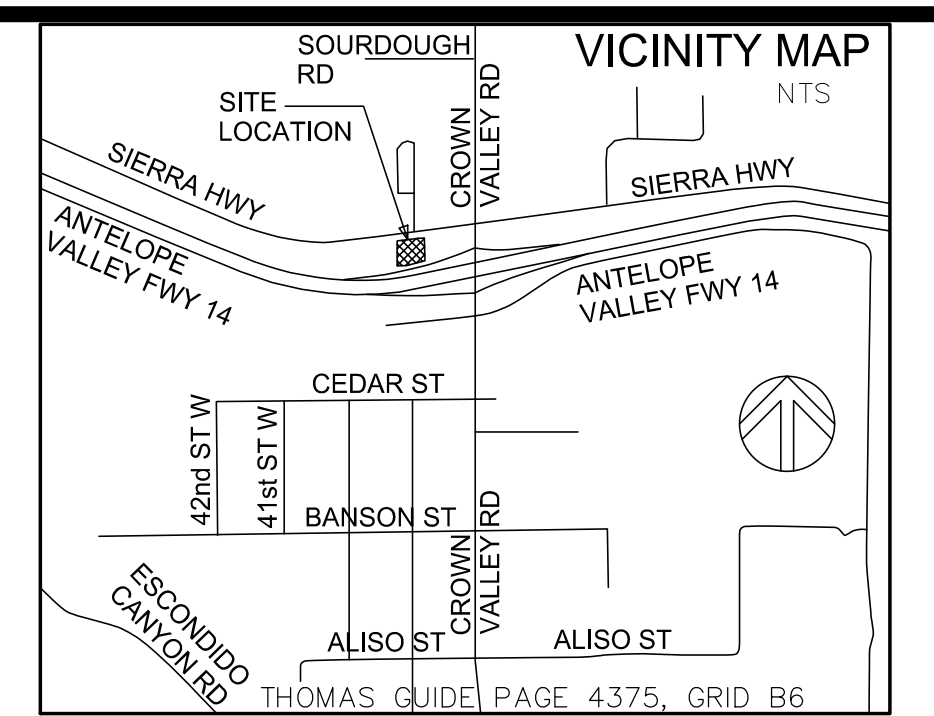 VICINITY MAP
NTS
SOURDOUGH
RD
SITE
LOCATION
CROWN
VALLEY RD
SIERRA HWY
SIERRA HWY
ANTELOPE
VALLEY FWY 14
ANTELOPE
VALLEY FWY 14
CEDAR ST
42nd ST W
41st ST W
BANSON ST
CROWN
VALLEY RD
ESCONDIDO
CANYON RD
ALISO ST
ALISO ST
THOMAS GUIDE PAGE 4375, GRID B6